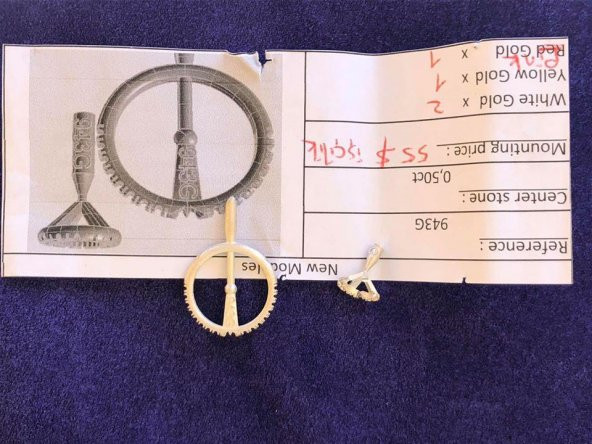 New
Reference : 943G
Center stone : 0,50ct
Mounting price : 55 $ işçilik
White Gold x 2
Yellow Gold x 1
Pink
Red Gold x 1